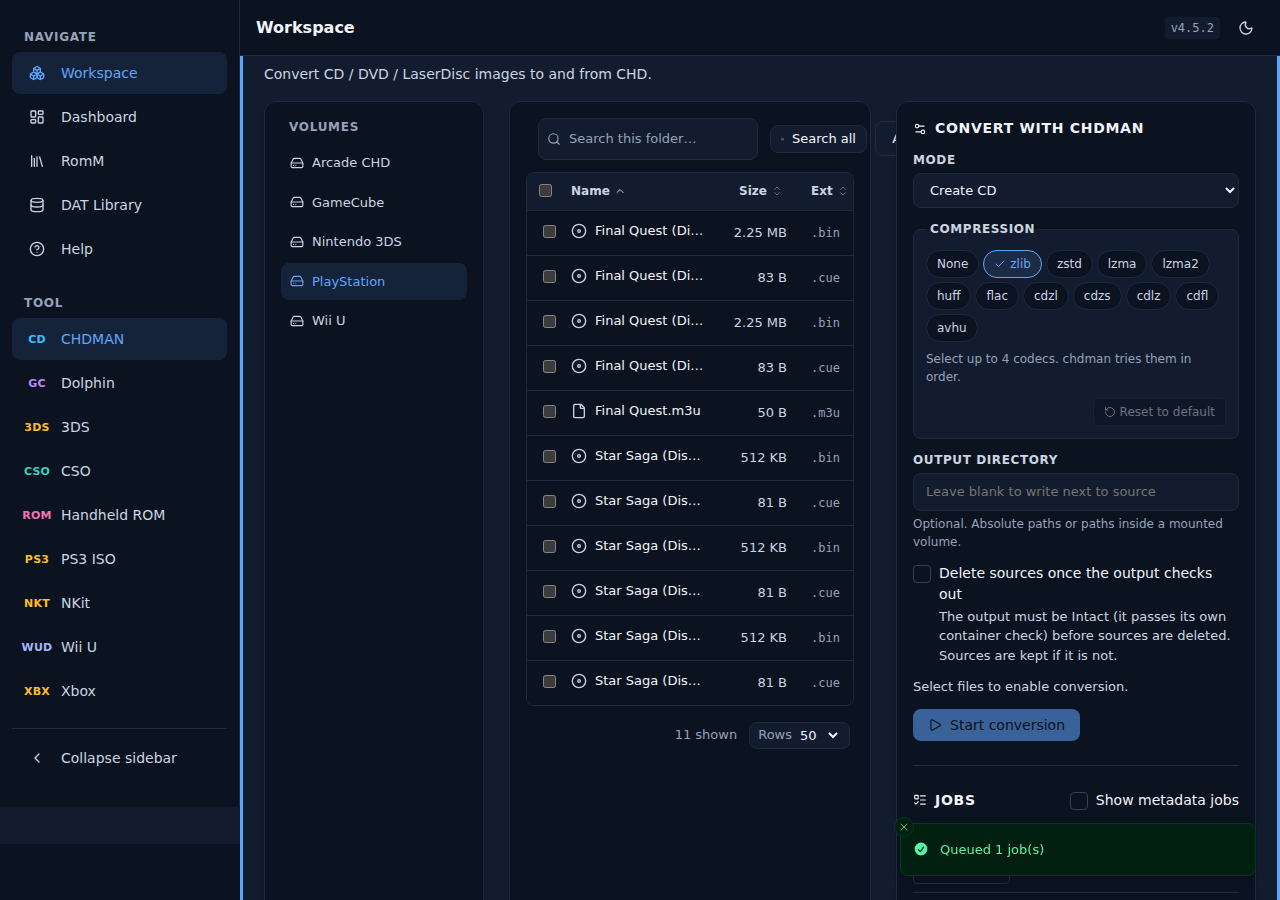 NAVIGATE
Workspace
Dashboard
RomM
DAT Library
Help
TOOL
CD CHDMAN
GC Dolphin
3DS 3DS
CSO CSO
ROM Handheld ROM
PS3 PS3 ISO
NKT NKit
WUD Wii U
XBX Xbox
Collapse sidebar
Workspace
v4.5.2
Convert CD / DVD / LaserDisc images to and from CHD.
VOLUMES
Arcade CHD
GameCube
Nintendo 3DS
PlayStation
Wii U
Search this folder…
Search all
Name Size Ext
Final Quest (Di… 2.25 MB .bin
Final Quest (Di… 83 B .cue
Final Quest (Di… 2.25 MB .bin
Final Quest (Di… 83 B .cue
Final Quest.m3u 50 B .m3u
Star Saga (Dis… 512 KB .bin
Star Saga (Dis… 81 B .cue
Star Saga (Dis… 512 KB .bin
Star Saga (Dis… 81 B .cue
Star Saga (Dis… 512 KB .bin
Star Saga (Dis… 81 B .cue
11 shown Rows 50
CONVERT WITH CHDMAN
MODE
Create CD
COMPRESSION
None zlib zstd lzma lzma2
huff flac cdzl cdzs cdlz cdfl
avhu
Select up to 4 codecs. chdman tries them in
order.
Reset to default
OUTPUT DIRECTORY
Leave blank to write next to source
Optional. Absolute paths or paths inside a mounted
volume.
Delete sources once the output checks
out
The output must be Intact (it passes its own
container check) before sources are deleted.
Sources are kept if it is not.
Select files to enable conversion.
Start conversion
JOBS Show metadata jobs
Queued 1 job(s)